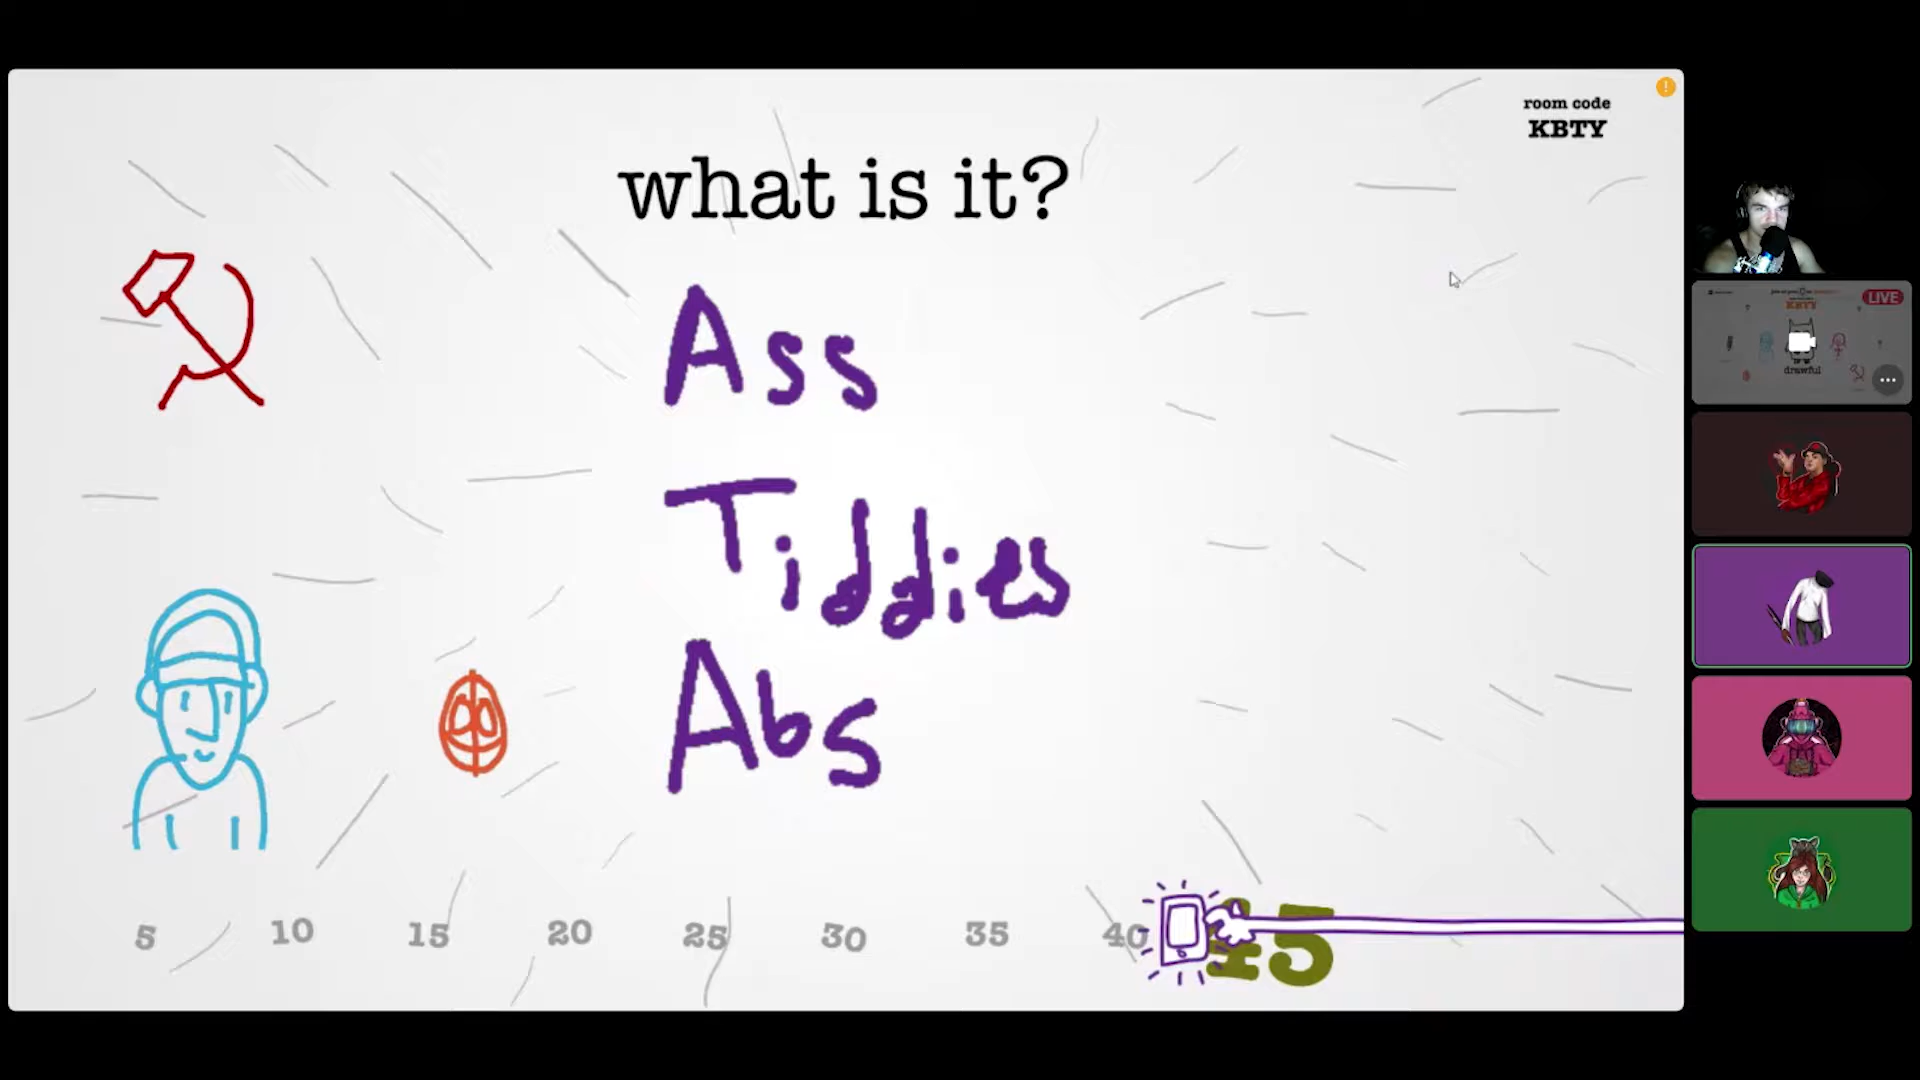 room code
KBTY
what is it?
Ass
Tiddies
Abs
5 10 15 20 25 30 35 40 45
LIVE
KBTY
drawful